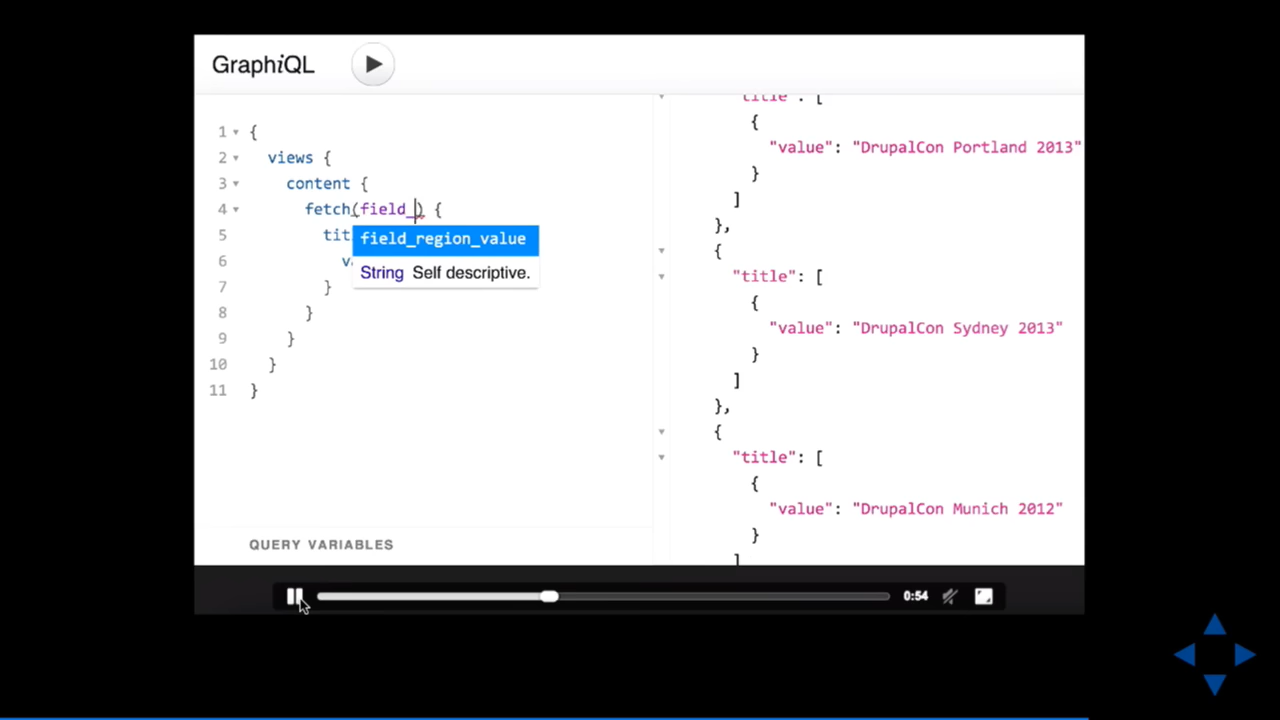 GraphiQL
1 {
2 views {
3 content {
4 fetch(field_) {
5 tit
6 v
7 }
8 }
9 }
10 }
11 }
field_region_value
String Self descriptive.
QUERY VARIABLES
"title": [
{
"value": "DrupalCon Portland 2013"
}
]
},
{
"title": [
{
"value": "DrupalCon Sydney 2013"
}
]
},
{
"title": [
{
"value": "DrupalCon Munich 2012"
}
]
0:54